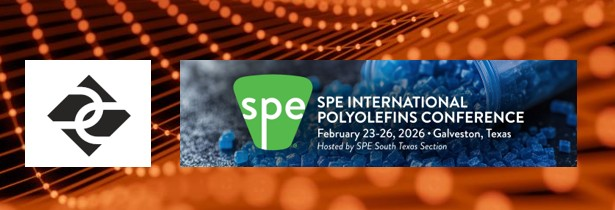 spe
SPE INTERNATIONAL
POLYOLEFINS CONFERENCE
February 23-26, 2026 • Galveston, Texas
Hosted by SPE South Texas Section